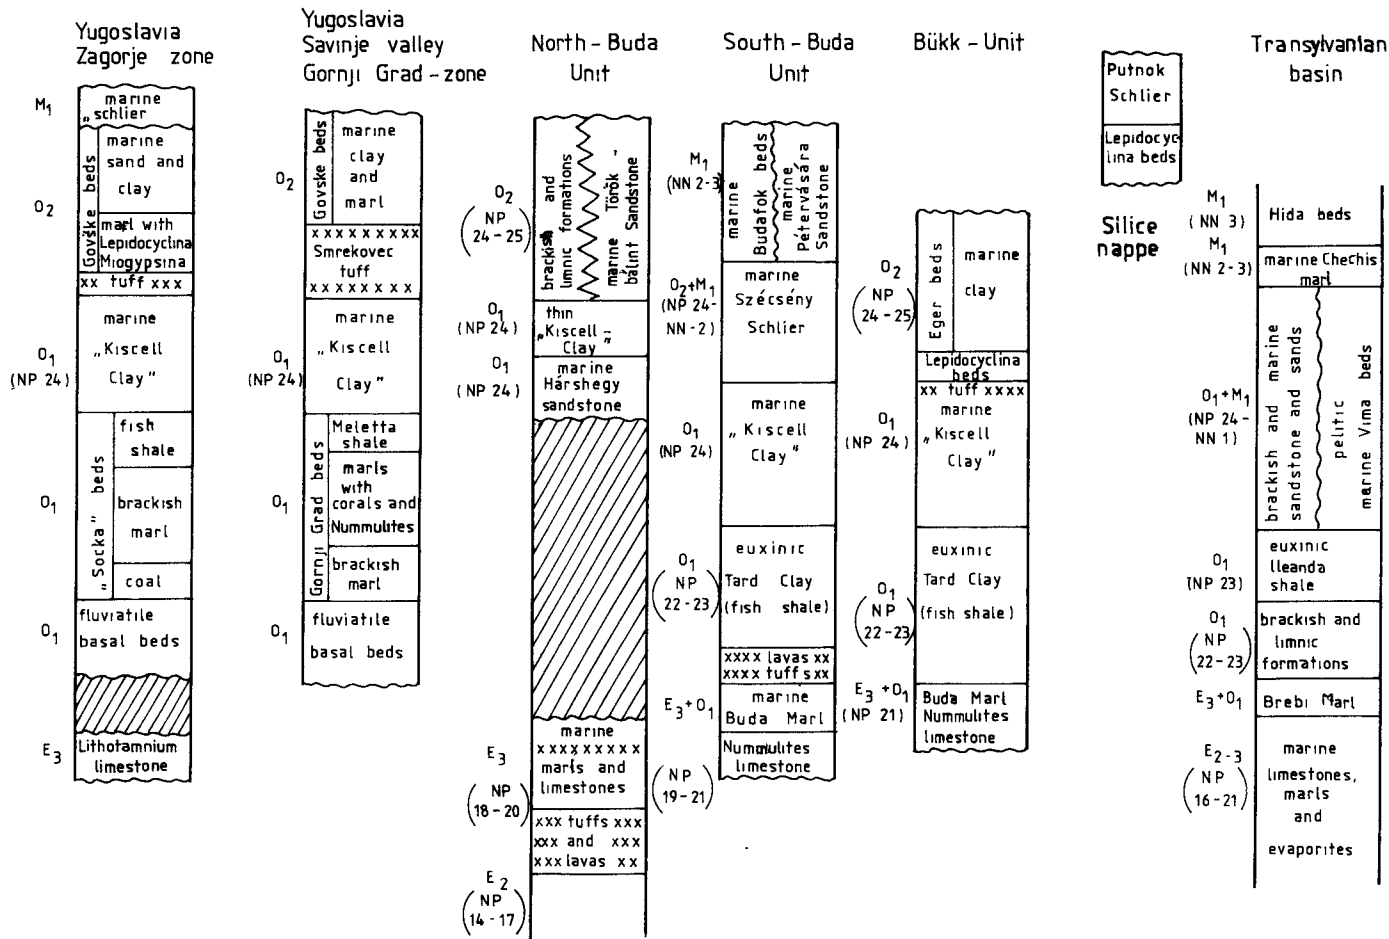 Yugoslavia
Zagorje zone
M1
marine
„schlier
Govške beds
marine
sand and
clay
O2
marl with
Lepidocyclina
Miogypsina
xx tuff xxx
marine
„Kiscell
Clay"
O1
(NP 24)
„Socka" beds
fish
shale
O1
brackish
marl
coal
O1
fluviatile
basal beds
E3
Lithotamnium
limestone
Yugoslavia
Savinje valley
Gornji Grad-zone
Govske beds
marine
clay
and
marl
O2
xxxxxxxxx
Smrekovec
tuff
xxxxxxxx
marine
„Kiscell
Clay"
O1
(NP 24)
Gornji Grad beds
Meletta
shale
marls
with
corals and
Nummulites
O1
brackish
marl
O1
fluviatile
basal beds
North-Buda
Unit
O2
(NP
24-25)
brackish and
limnic formations
marine "Török
bálint Sandstone
O1
(NP 24)
thin
„Kiscell-
Clay"
O1
(NP 24)
marine
Hárshegy
sandstone
E3
(NP
18-20)
marine
xxxxxxxxx
marls and
limestones
xxx tuffs xxx
xxx and xxx
xxx lavas xx
E2
(NP
14-17)
South-Buda
Unit
M1
(NN 2-3)
marine
Budafok beds
marine
Pétervására
Sandstone
O2+M1
(NP 24-
NN-2)
marine
Szécsény
Schlier
O1
(NP 24)
marine
„Kiscell
Clay"
O1
(NP
22-23)
euxinic
Tard Clay
(fish shale)
xxxx lavas xx
xxxx tuffs xx
E3+O1
marine
Buda Marl
(NP
19-21)
Nummulites
limestone
Bükk-Unit
O2
(NP
24-25)
Eger beds
marine
clay
Lepidocyclina
beds
xx tuff xxxx
O1
(NP 24)
marine
„Kiscell
Clay"
O1
(NP
22-23)
euxinic
Tard Clay
(fish shale)
E3+O1
(NP 21)
Buda Marl
Nummulites
limestone
Putnok
Schlier
Lepidocyc-
lina beds
Silice
nappe
Transylvanian
basin
M1
(NN 3)
Hida beds
M1
(NN 2-3)
marine Chechis
marl
O1+M1
(NP 24-
NN 1)
brackish and marine
sandstone and sands
pelitic
marine Vima beds
O1
(NP 23)
euxinic
Ileanda
shale
O1
(NP
22-23)
brackish and
limnic
formations
E3+O1
Brebi Marl
E2-3
(NP
16-21)
marine
limestones,
marls
and
evaporites